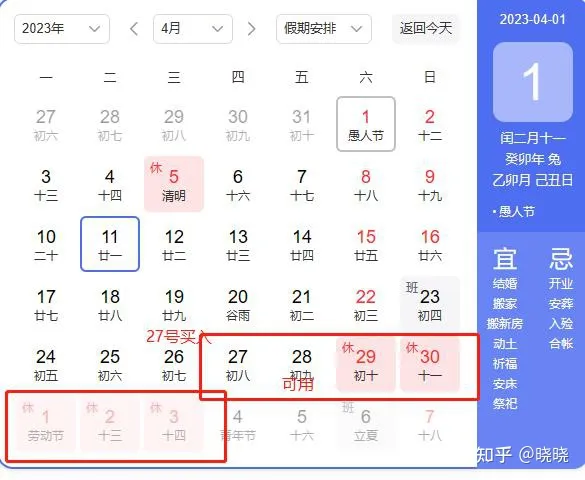 2023年 4月 假期安排 返回今天
一 二 三 四 五 六 日
27 28 29 30 31 1 2
初六 初七 初八 初九 初十 愚人节 十二
休
3 4 5 6 7 8 9
十三 十四 清明 十六 十七 十八 十九
10 11 12 13 14 15 16
二十 廿一 廿二 廿三 廿四 廿五 廿六
班
17 18 19 20 21 22 23
廿七 廿八 廿九 谷雨 初二 初三 初四
27号买入
休 休
24 25 26 27 28 29 30
初五 初六 初七 初八 初九 初十 十一
可用
休 休 休 班
1 2 3 4 5 6 7
劳动节 十三 十四 青年节 十六 立夏 十八
2023-04-01
1
闰二月十一
癸卯年 兔
乙卯月 己丑日
• 愚人节
宜 忌
结婚 开业
搬家 安葬
搬新房 入殓
动土 合帐
祈福
安床
祭祀
知乎 @晓晓